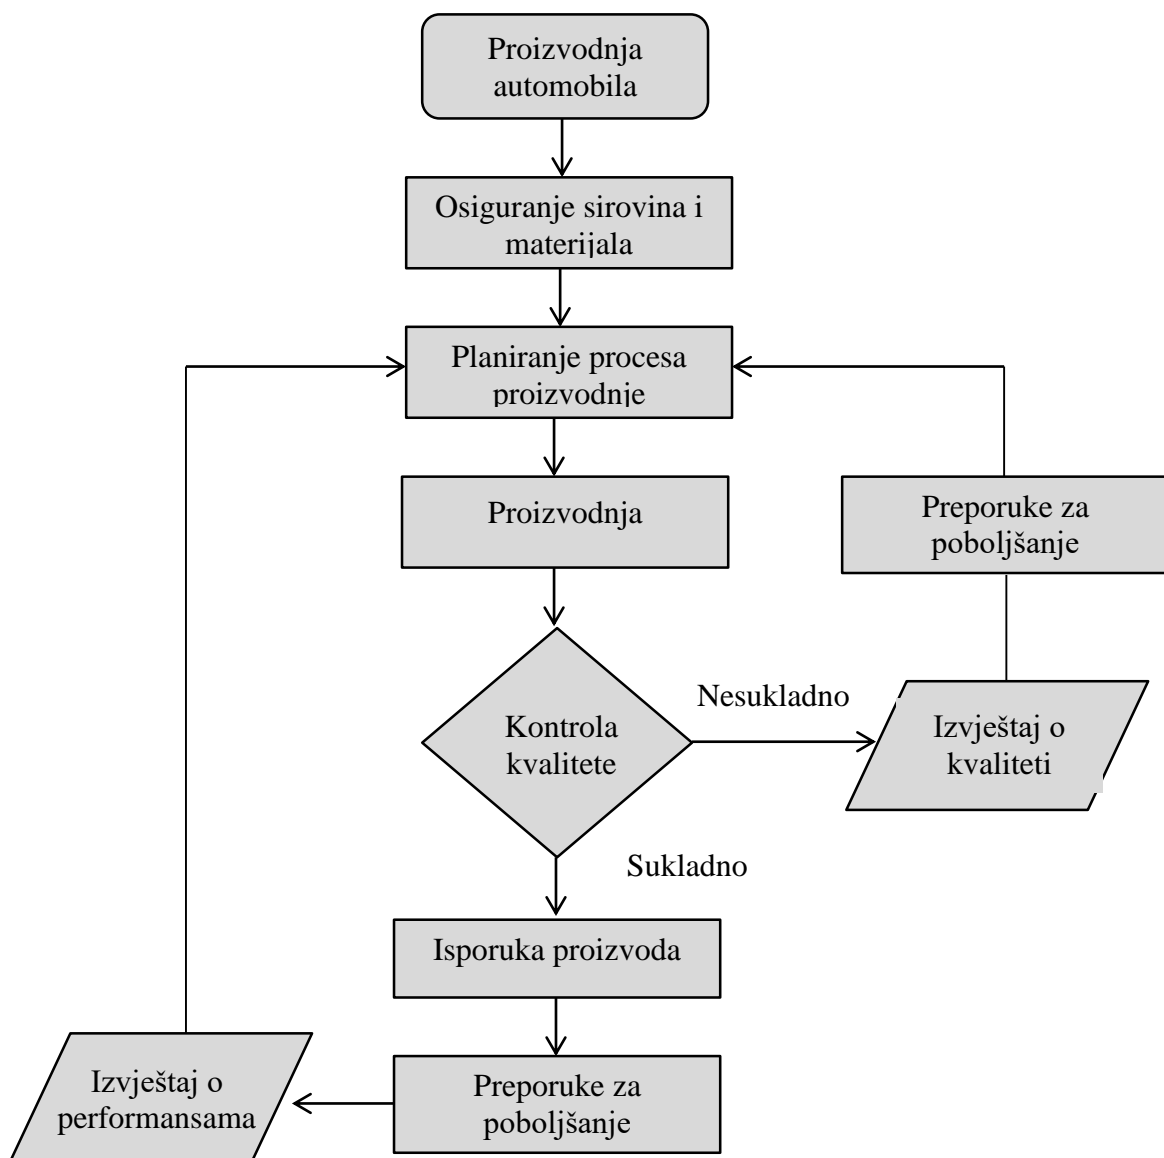 Proizvodnja
automobila
Osiguranje sirovina i
materijala
Planiranje procesa
proizvodnje
Proizvodnja
Preporuke za
poboljšanje
Nesukladno
Kontrola
kvalitete
Izvještaj o
kvaliteti
Sukladno
Isporuka proizvoda
Izvještaj o
performansama
Preporuke za
poboljšanje